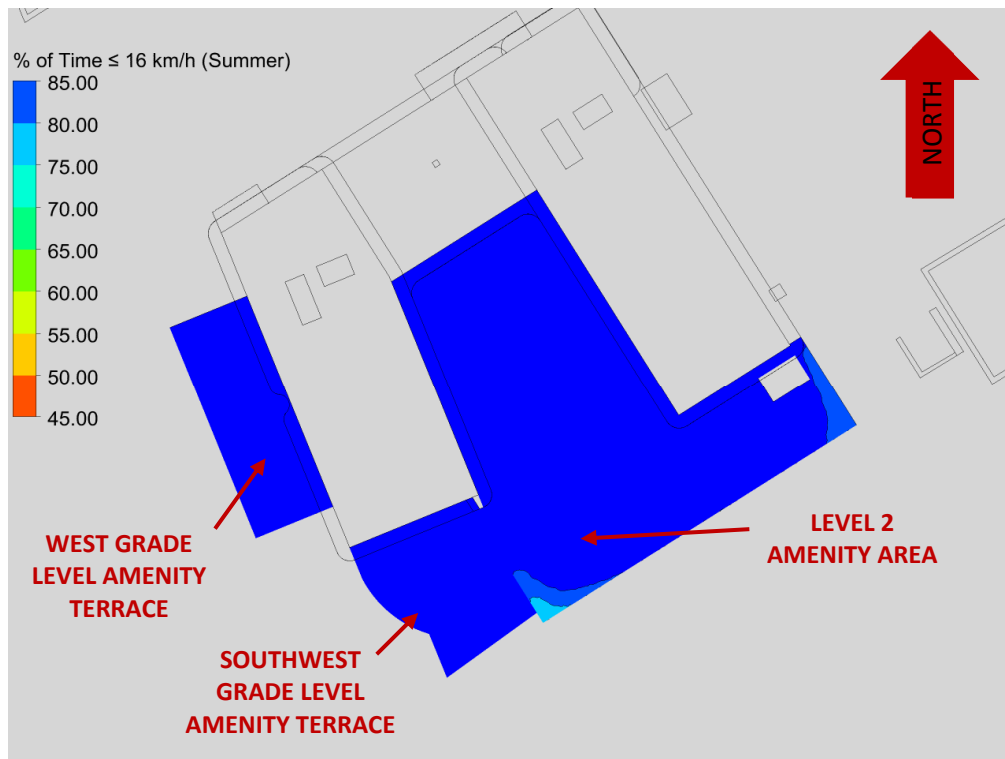 % of Time ≤ 16 km/h (Summer)
85.00
80.00
75.00
70.00
65.00
60.00
55.00
50.00
45.00
NORTH
WEST GRADE
LEVEL AMENITY
TERRACE
SOUTHWEST
GRADE LEVEL
AMENITY TERRACE
LEVEL 2
AMENITY AREA